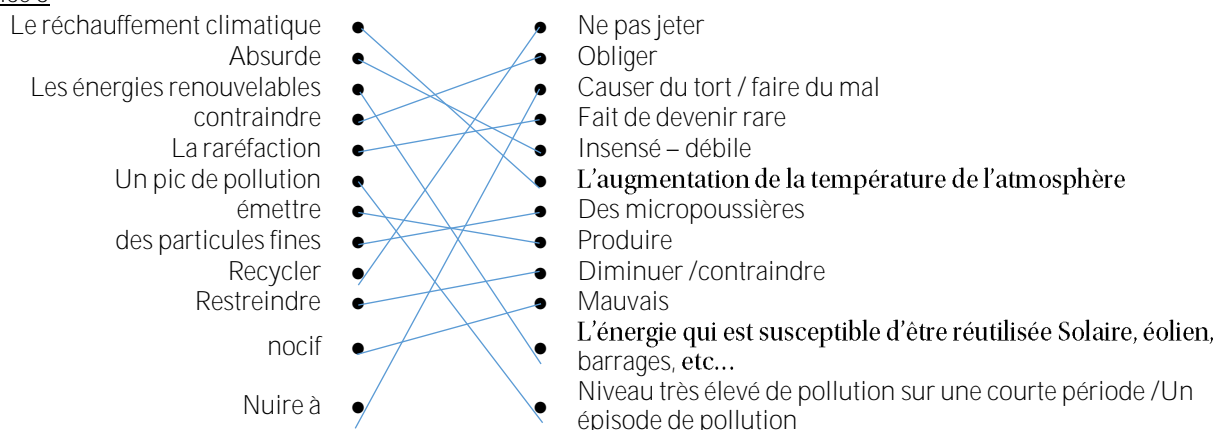 Le réchauffement climatique • • Ne pas jeter
Absurde • • Obliger
Les énergies renouvelables • • Causer du tort / faire du mal
contraindre • • Fait de devenir rare
La raréfaction • • Insensé – débile
Un pic de pollution • • L'augmentation de la température de l'atmosphère
émettre • • Des micropoussières
des particules fines • • Produire
Recycler • • Diminuer /contraindre
Restreindre • • Mauvais
nocif • • L'énergie qui est susceptible d'être réutilisée Solaire, éolien,
barrages, etc…
Nuire à • • Niveau très élevé de pollution sur une courte période /Un
épisode de pollution